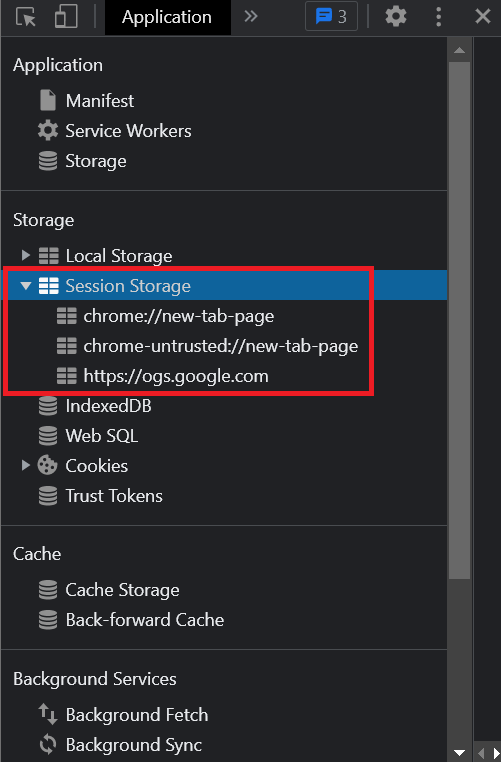 Application
3
Application
Manifest
Service Workers
Storage
Storage
Local Storage
Session Storage
chrome://new-tab-page
chrome-untrusted://new-tab-page
https://ogs.google.com
IndexedDB
Web SQL
Cookies
Trust Tokens
Cache
Cache Storage
Back-forward Cache
Background Services
Background Fetch
Background Sync